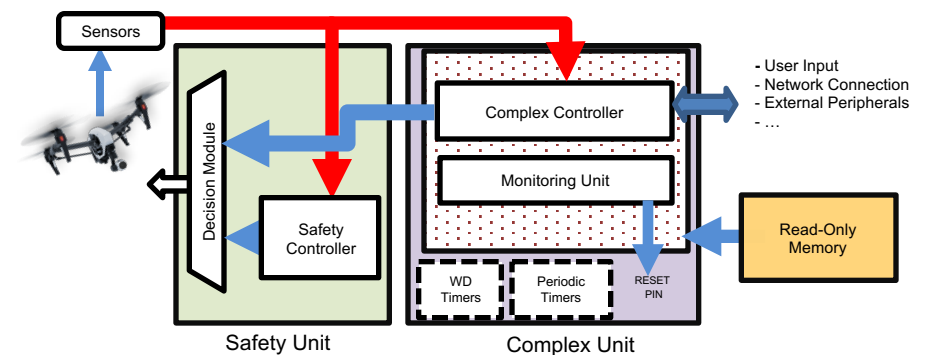 Sensors
Decision Module
Safety
Controller
Safety Unit
Complex Controller
Monitoring Unit
WD
Timers
Periodic
Timers
RESET
PIN
Complex Unit
- User Input
- Network Connection
- External Peripherals
- ...
Read-Only
Memory